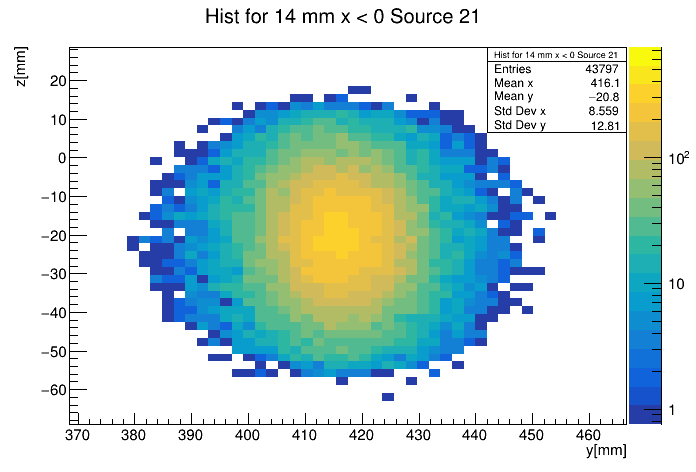 Hist for 14 mm x < 0 Source 21
z[mm]
Hist for 14 mm x < 0 Source 21
Entries 43797
Mean x 416.1
Mean y −20.8
Std Dev x 8.559
Std Dev y 12.81
20
10
0
−10
−20
−30
−40
−50
−60
10²
10
1
370 380 390 400 410 420 430 440 450 460
y[mm]